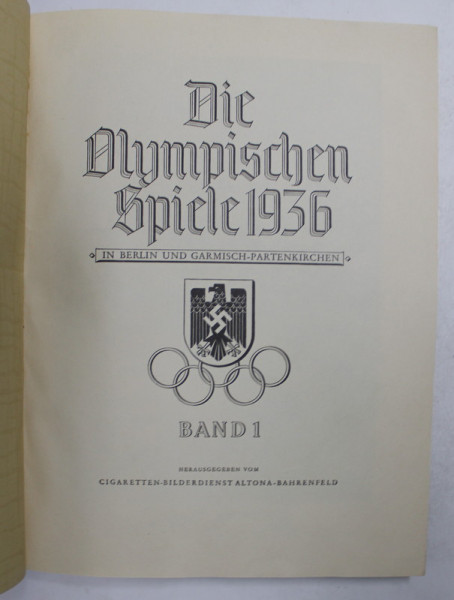 Die
Olympischen
Spiele 1936
IN BERLIN UND GARMISCH-PARTENKIRCHEN
BAND 1
HERAUSGEGEBEN VOM
CIGARETTEN-BILDERDIENST ALTONA-BAHRENFELD